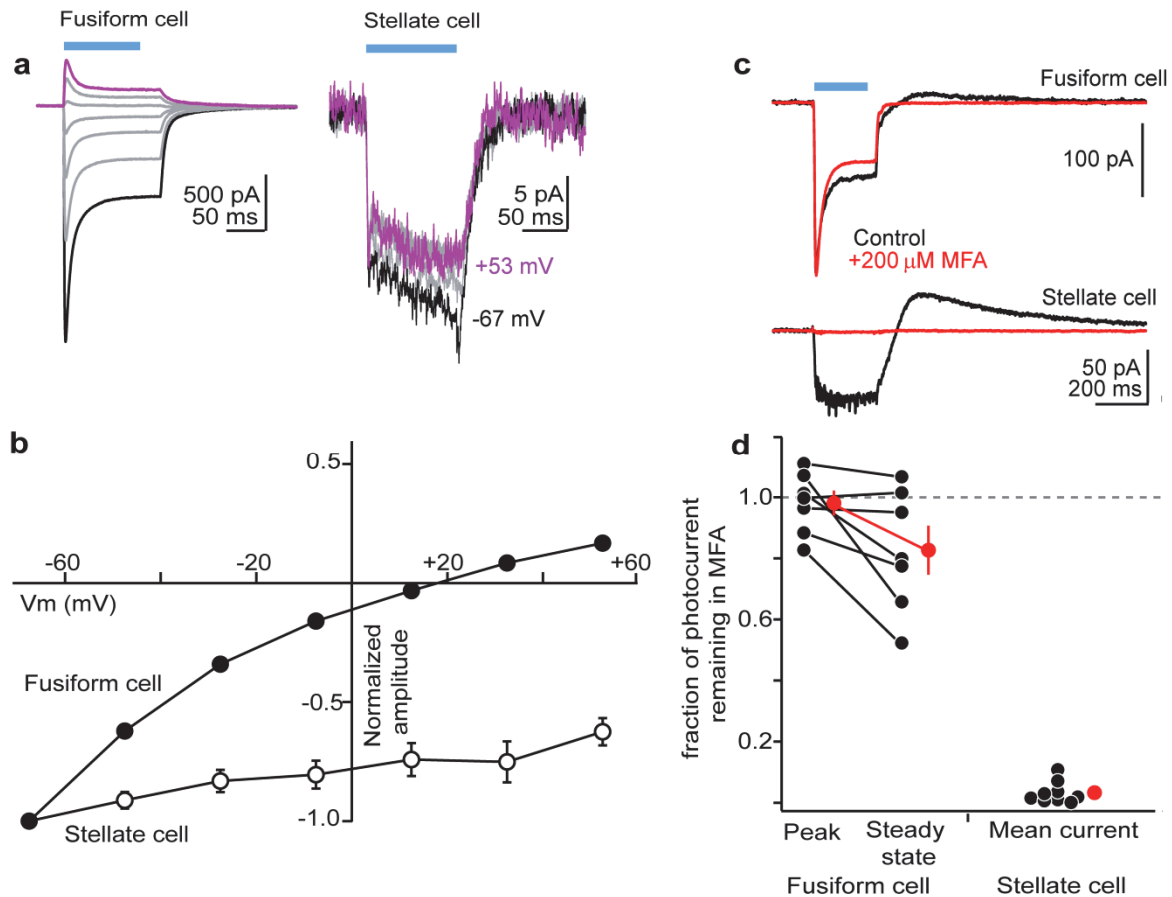 a
Fusiform cell
Stellate cell
500 pA
50 ms
5 pA
50 ms
+53 mV
-67 mV
c
Fusiform cell
100 pA
Control
+200 µM MFA
Stellate cell
50 pA
200 ms
b
0.5
-60
-20
+20
+60
Vm (mV)
Normalized
amplitude
-0.5
-1.0
Fusiform cell
Stellate cell
d
fraction of photocurrent
remaining in MFA
1.0
0.6
0.2
Peak
Steady
state
Mean current
Fusiform cell
Stellate cell